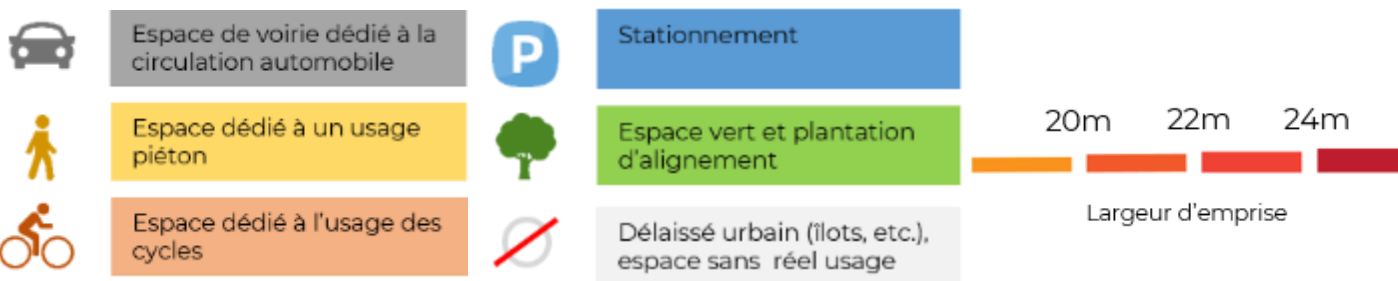 Espace de voirie dédié à la
circulation automobile
Espace dédié à un usage
piéton
Espace dédié à l'usage des
cycles
P
Stationnement
Espace vert et plantation
d'alignement
Délaissé urbain (îlots, etc.),
espace sans réel usage
20m 22m 24m
Largeur d'emprise